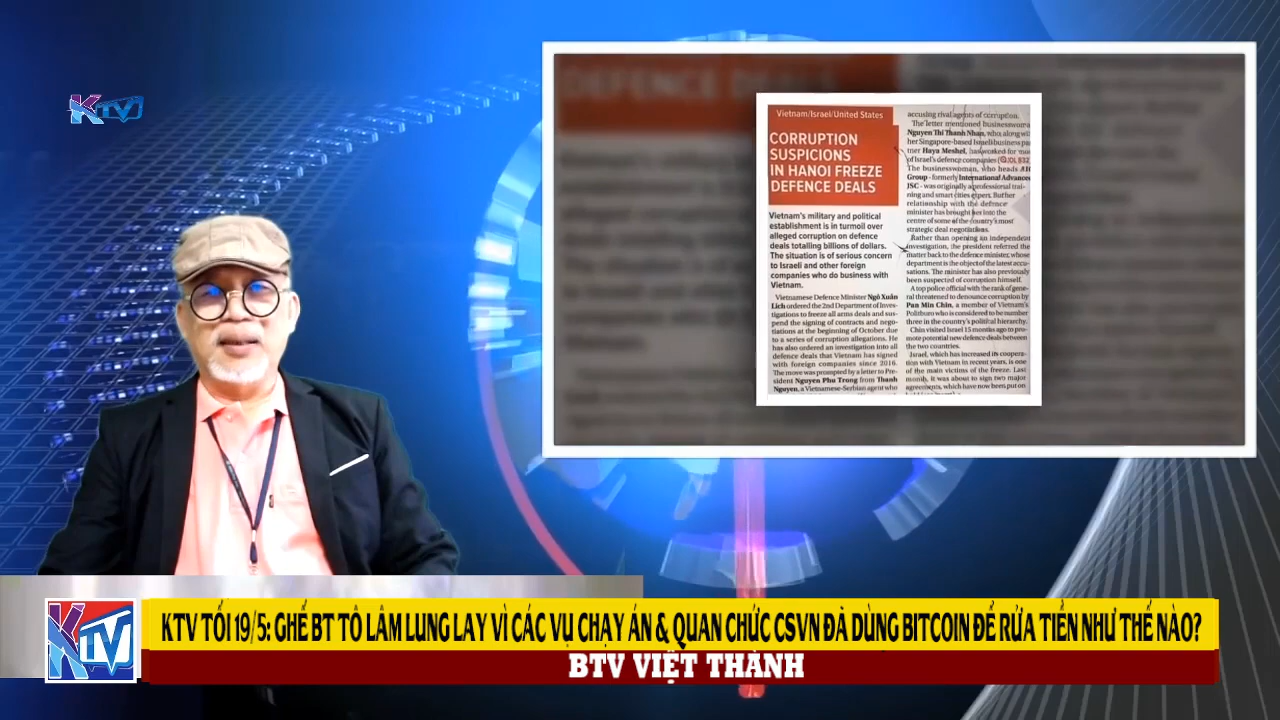 KTV
Vietnam/Israel/United States
CORRUPTION
SUSPICIONS
IN HANOI FREEZE
DEFENCE DEALS
Vietnam's military and political
establishment is in turmoil over
alleged corruption on defence
deals totalling billions of dollars.
The situation is of serious concern
to Israeli and other foreign
companies who do business with
Vietnam.
Vietnamese Defence Minister Ngô Xuân
Lich ordered the 2nd Department of Inves-
tigations to freeze all arms deals and sus-
pend the signing of contracts and nego-
tiations at the beginning of October due
to a series of corruption allegations. He
has also ordered an investigation into all
defence deals that Vietnam has signed
with foreign companies since 2016.
The move was prompted by a letter to Pre-
sident Nguyen Phu Trong from Thanh
Nguyen, a Vietnamese-Serbian agent who
accusing rival agents of corruption.
The letter mentioned businesswoma
Nguyen Thi Thanh Nhan, who, along wi
her Singapore-based Israeli business pa
tner Haya Meshel, has worked for
of Israel's defence companies (IOL 832
The businesswoman, who heads
Group - formerly International Advance
JSC - was originally a professional trai-
ning and smart cities expert. But her
relationship with the defence
minister has brought her into the
centre of some of the country's most
strategic deal negotiations.
Rather than opening an independent
investigation, the president referred the
matter back to the defence minister, whose
department is the object of the latest accu-
sations. The minister has also previously
been suspected of corruption himself.
A top police official with the rank of gene-
ral threatened to denounce corruption by
Pan Min Chin, a member of Vietnam's
Politburo who is considered to be number
three in the country's political hierarchy.
Chin visited Israel 15 months ago to pro-
mote potential new defence deals between
the two countries.
Israel, which has increased its coopera-
tion with Vietnam in recent years, is one
of the main victims of the freeze. Last
month, it was about to sign two major
agreements, which have now been put on
DEFENCE DEALS
KTV
KTV TỐI 19/5: GHẾ BT TÔ LÂM LUNG LAY VÌ CÁC VỤ CHẠY ÁN & QUAN CHỨC CSVN ĐÃ DÙNG BITCOIN ĐỂ RỬA TIỀN NHƯ THẾ NÀO?
BTV VIỆT THÀNH